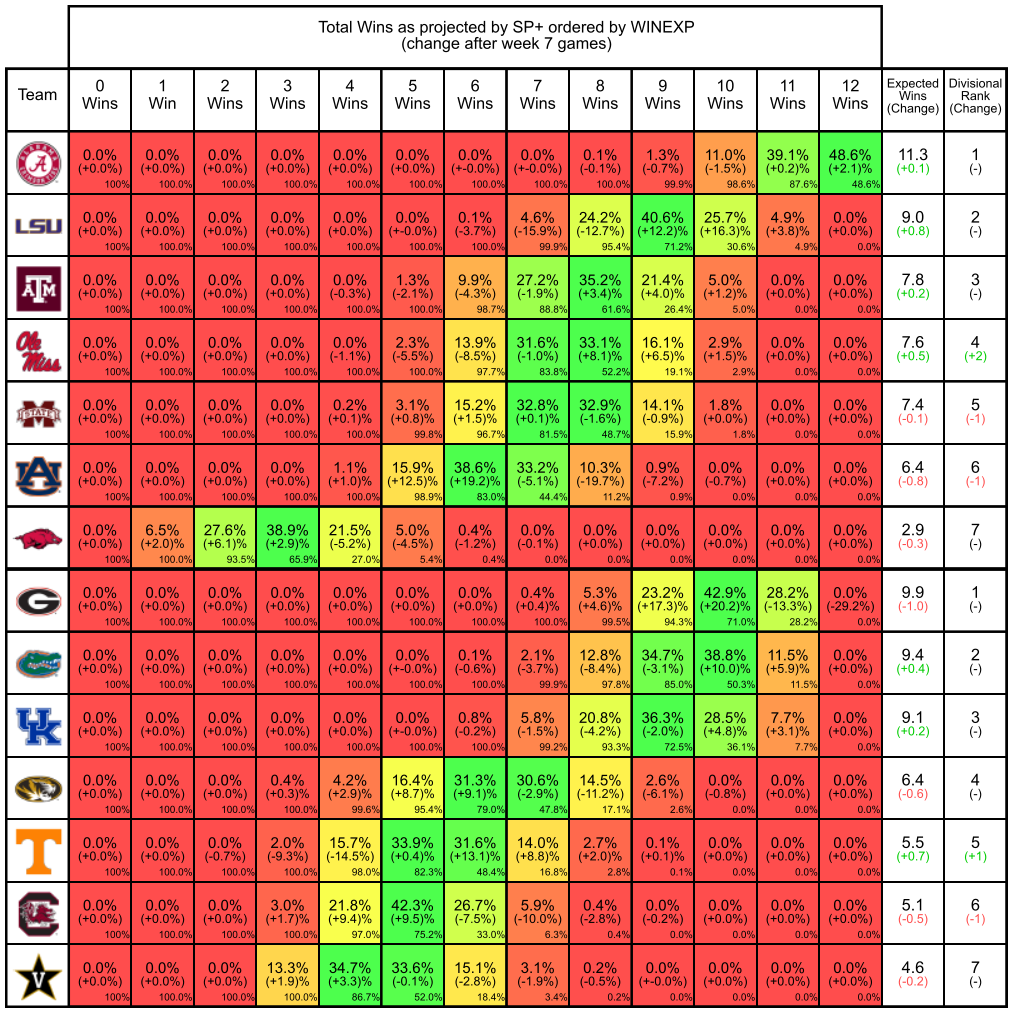 Total Wins as projected by SP+ ordered by WINEXP
(change after week 7 games)
Team 0 Wins 1 Win 2 Wins 3 Wins 4 Wins 5 Wins 6 Wins 7 Wins 8 Wins 9 Wins 10 Wins 11 Wins 12 Wins Expected Wins (Change) Divisional Rank (Change)
A 0.0% 0.0% 0.0% 0.0% 0.0% 0.0% 0.0% 0.0% 0.1% 1.3% 11.0% 39.1% 48.6% 11.3 1
(+0.0%) (+0.0%) (+0.0%) (+0.0%) (+0.0%) (+0.0%) (+-0.0%) (+-0.0%) (-0.1%) (-0.7%) (-1.5%) (+0.2)% (+2.1)% (+0.1) (-)
100% 100.0% 100.0% 100.0% 100.0% 100.0% 100.0% 100.0% 100.0% 99.9% 98.6% 87.6% 48.6%
LSU 0.0% 0.0% 0.0% 0.0% 0.0% 0.0% 0.1% 4.6% 24.2% 40.6% 25.7% 4.9% 0.0% 9.0 2
(+0.0%) (+0.0%) (+0.0%) (+0.0%) (+0.0%) (+-0.0%) (-3.7%) (-15.9%) (-12.7%) (+12.2)% (+16.3)% (+3.8)% (+0.0%) (+0.8) (-)
100% 100.0% 100.0% 100.0% 100.0% 100.0% 100.0% 99.9% 95.4% 71.2% 30.6% 4.9% 0.0%
ATM 0.0% 0.0% 0.0% 0.0% 0.0% 1.3% 9.9% 27.2% 35.2% 21.4% 5.0% 0.0% 0.0% 7.8 3
(+0.0%) (+0.0%) (+0.0%) (+0.0%) (-0.3%) (-2.1%) (-4.3%) (-1.9%) (+3.4)% (+4.0)% (+1.2)% (+0.0%) (+0.0%) (+0.2) (-)
100% 100.0% 100.0% 100.0% 100.0% 100.0% 98.7% 88.8% 61.6% 26.4% 5.0% 0.0% 0.0%
Ole Miss 0.0% 0.0% 0.0% 0.0% 0.0% 2.3% 13.9% 31.6% 33.1% 16.1% 2.9% 0.0% 0.0% 7.6 4
(+0.0%) (+0.0%) (+0.0%) (+0.0%) (-1.1%) (-5.5%) (-8.5%) (-1.0%) (+8.1)% (+6.5)% (+1.5)% (+0.0%) (+0.0%) (+0.5) (+2)
100% 100.0% 100.0% 100.0% 100.0% 100.0% 97.7% 83.8% 52.2% 19.1% 2.9% 0.0% 0.0%
STATE 0.0% 0.0% 0.0% 0.0% 0.2% 3.1% 15.2% 32.8% 32.9% 14.1% 1.8% 0.0% 0.0% 7.4 5
(+0.0%) (+0.0%) (+0.0%) (+0.0%) (+0.1)% (+0.8)% (+1.5)% (+0.1)% (-1.6%) (-0.9%) (+0.0%) (+0.0%) (+0.0%) (-0.1) (-1)
100% 100.0% 100.0% 100.0% 100.0% 99.8% 96.7% 81.5% 48.7% 15.9% 1.8% 0.0% 0.0%
AU 0.0% 0.0% 0.0% 0.0% 1.1% 15.9% 38.6% 33.2% 10.3% 0.9% 0.0% 0.0% 0.0% 6.4 6
(+0.0%) (+0.0%) (+0.0%) (+0.0%) (+1.0)% (+12.5)% (+19.2)% (-5.1%) (-19.7%) (-7.2%) (-0.7%) (+0.0%) (+0.0%) (-0.8) (-1)
100% 100.0% 100.0% 100.0% 100.0% 98.9% 83.0% 44.4% 11.2% 0.9% 0.0% 0.0% 0.0%
0.0% 6.5% 27.6% 38.9% 21.5% 5.0% 0.4% 0.0% 0.0% 0.0% 0.0% 0.0% 0.0% 2.9 7
(+0.0%) (+2.0)% (+6.1)% (+2.9)% (-5.2%) (-4.5%) (-1.2%) (-0.1%) (+0.0%) (+0.0%) (+0.0%) (+0.0%) (+0.0%) (-0.3) (-)
100% 100.0% 93.5% 65.9% 27.0% 5.4% 0.4% 0.0% 0.0% 0.0% 0.0% 0.0% 0.0%
G 0.0% 0.0% 0.0% 0.0% 0.0% 0.0% 0.0% 0.4% 5.3% 23.2% 42.9% 28.2% 0.0% 9.9 1
(+0.0%) (+0.0%) (+0.0%) (+0.0%) (+0.0%) (+0.0%) (+0.0%) (+0.4)% (+4.6)% (+17.3)% (+20.2)% (-13.3%) (-29.2%) (-1.0) (-)
100% 100.0% 100.0% 100.0% 100.0% 100.0% 100.0% 100.0% 99.5% 94.3% 71.0% 28.2% 0.0%
0.0% 0.0% 0.0% 0.0% 0.0% 0.0% 0.1% 2.1% 12.8% 34.7% 38.8% 11.5% 0.0% 9.4 2
(+0.0%) (+0.0%) (+0.0%) (+0.0%) (+0.0%) (+-0.0%) (-0.6%) (-3.7%) (-8.4%) (-3.1%) (+10.0)% (+5.9)% (+0.0%) (+0.4) (-)
100% 100.0% 100.0% 100.0% 100.0% 100.0% 100.0% 99.9% 97.8% 85.0% 50.3% 11.5% 0.0%
UK 0.0% 0.0% 0.0% 0.0% 0.0% 0.0% 0.8% 5.8% 20.8% 36.3% 28.5% 7.7% 0.0% 9.1 3
(+0.0%) (+0.0%) (+0.0%) (+0.0%) (+0.0%) (+-0.0%) (-0.2%) (-1.5%) (-4.2%) (-2.0%) (+4.8)% (+3.1)% (+0.0%) (+0.2) (-)
100% 100.0% 100.0% 100.0% 100.0% 100.0% 100.0% 99.2% 93.3% 72.5% 36.1% 7.7% 0.0%
0.0% 0.0% 0.0% 0.4% 4.2% 16.4% 31.3% 30.6% 14.5% 2.6% 0.0% 0.0% 0.0% 6.4 4
(+0.0%) (+0.0%) (+0.0%) (+0.3)% (+2.9)% (+8.7)% (+9.1)% (-2.9%) (-11.2%) (-6.1%) (-0.8%) (+0.0%) (+0.0%) (-0.6) (-)
100% 100.0% 100.0% 100.0% 99.6% 95.4% 79.0% 47.8% 17.1% 2.6% 0.0% 0.0% 0.0%
T 0.0% 0.0% 0.0% 2.0% 15.7% 33.9% 31.6% 14.0% 2.7% 0.1% 0.0% 0.0% 0.0% 5.5 5
(+0.0%) (+0.0%) (-0.7%) (-9.3%) (-14.5%) (+0.4)% (+13.1)% (+8.8)% (+2.0)% (+0.1)% (+0.0%) (+0.0%) (+0.0%) (+0.7) (+1)
100% 100.0% 100.0% 100.0% 98.0% 82.3% 48.4% 16.8% 2.8% 0.1% 0.0% 0.0% 0.0%
C 0.0% 0.0% 0.0% 3.0% 21.8% 42.3% 26.7% 5.9% 0.4% 0.0% 0.0% 0.0% 0.0% 5.1 6
(+0.0%) (+0.0%) (+0.0%) (+1.7)% (+9.4)% (+9.5)% (-7.5%) (-10.0%) (-2.8%) (-0.2%) (+0.0%) (+0.0%) (+0.0%) (-0.5) (-1)
100% 100.0% 100.0% 100.0% 97.0% 75.2% 33.0% 6.3% 0.4% 0.0% 0.0% 0.0% 0.0%
V 0.0% 0.0% 0.0% 13.3% 34.7% 33.6% 15.1% 3.1% 0.2% 0.0% 0.0% 0.0% 0.0% 4.6 7
(+0.0%) (+0.0%) (+0.0%) (+1.9)% (+3.3)% (-0.1%) (-2.8%) (-1.9%) (-0.5%) (+-0.0%) (+0.0%) (+0.0%) (+0.0%) (-0.2) (-)
100% 100.0% 100.0% 100.0% 86.7% 52.0% 18.4% 3.4% 0.2% 0.0% 0.0% 0.0% 0.0%